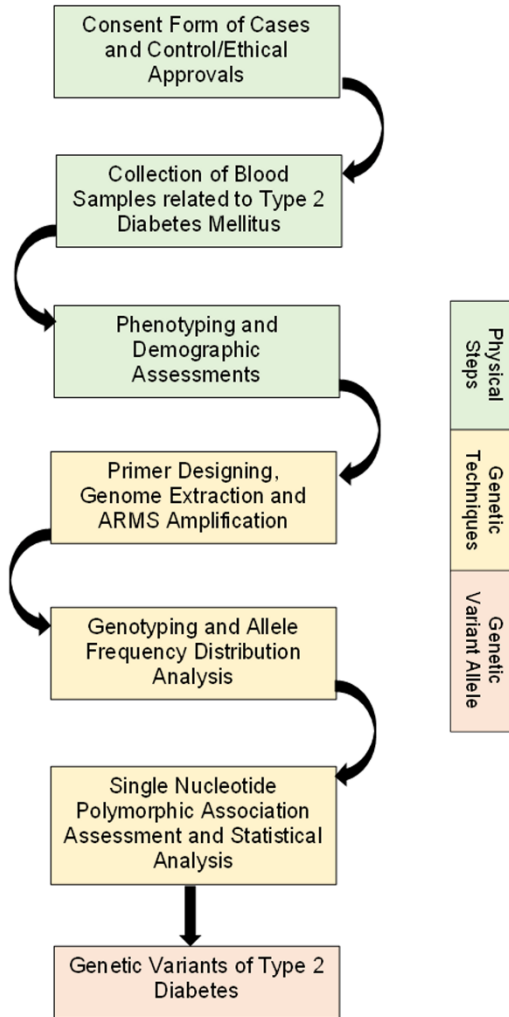 Consent Form of Cases
and Control/Ethical
Approvals
Collection of Blood
Samples related to Type 2
Diabetes Mellitus
Phenotyping and
Demographic
Assessments
Primer Designing,
Genome Extraction and
ARMS Amplification
Genotyping and Allele
Frequency Distribution
Analysis
Single Nucleotide
Polymorphic Association
Assessment and Statistical
Analysis
Genetic Variants of Type 2
Diabetes
Physical
Steps
Genetic
Techniques
Genetic
Variant Allele